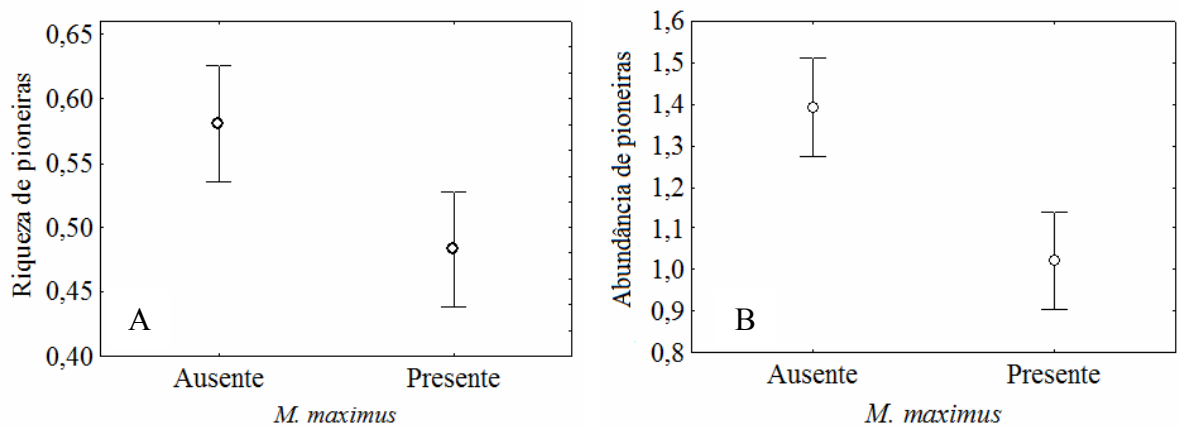 Riqueza de pioneiras
0,65
0,60
0,55
0,50
0,45
0,40
A
Ausente
Presente
M. maximus
Abundância de pioneiras
1,6
1,5
1,4
1,3
1,2
1,1
1,0
0,9
0,8
B
Ausente
Presente
M. maximus